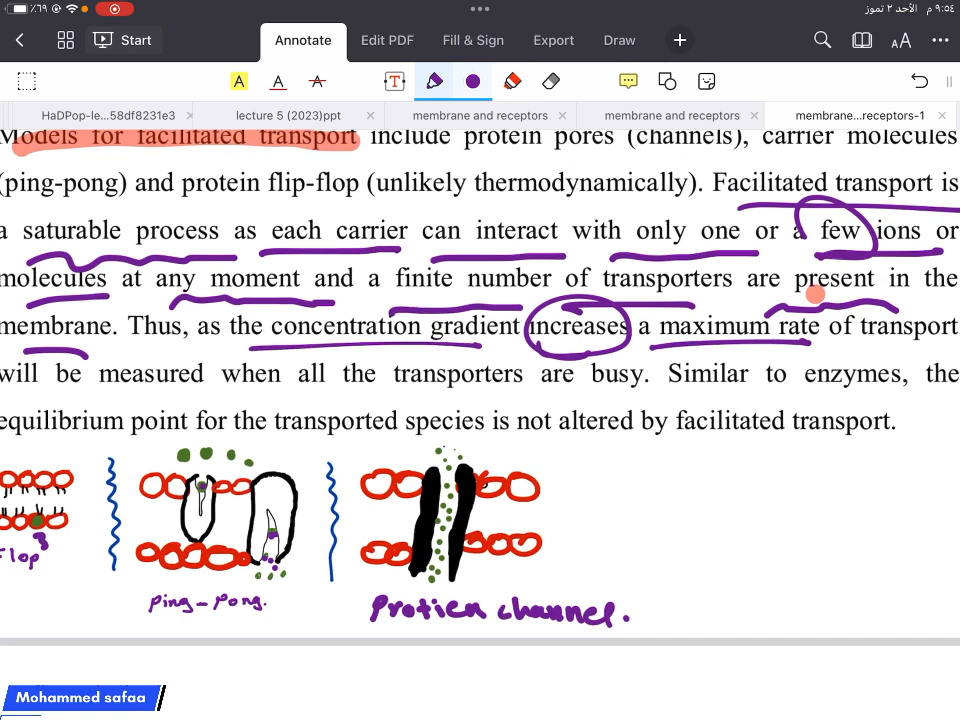 ٪٦٩ ٩:٥٤ م الأحد ٢ تموز
Start Annotate Edit PDF Fill & Sign Export Draw
A A A T AA
HaDPop-le...58df8231e3 lecture 5 (2023)ppt membrane and receptors membrane and receptors membrane...receptors-1
Models for facilitated transport include protein pores (channels), carrier molecules
(ping-pong) and protein flip-flop (unlikely thermodynamically). Facilitated transport is
a saturable process as each carrier can interact with only one or a few ions or
molecules at any moment and a finite number of transporters are present in the
membrane. Thus, as the concentration gradient increases a maximum rate of transport
will be measured when all the transporters are busy. Similar to enzymes, the
equilibrium point for the transported species is not altered by facilitated transport.
flop
Ping-Pong.
Protien channel.
Mohammed safaa